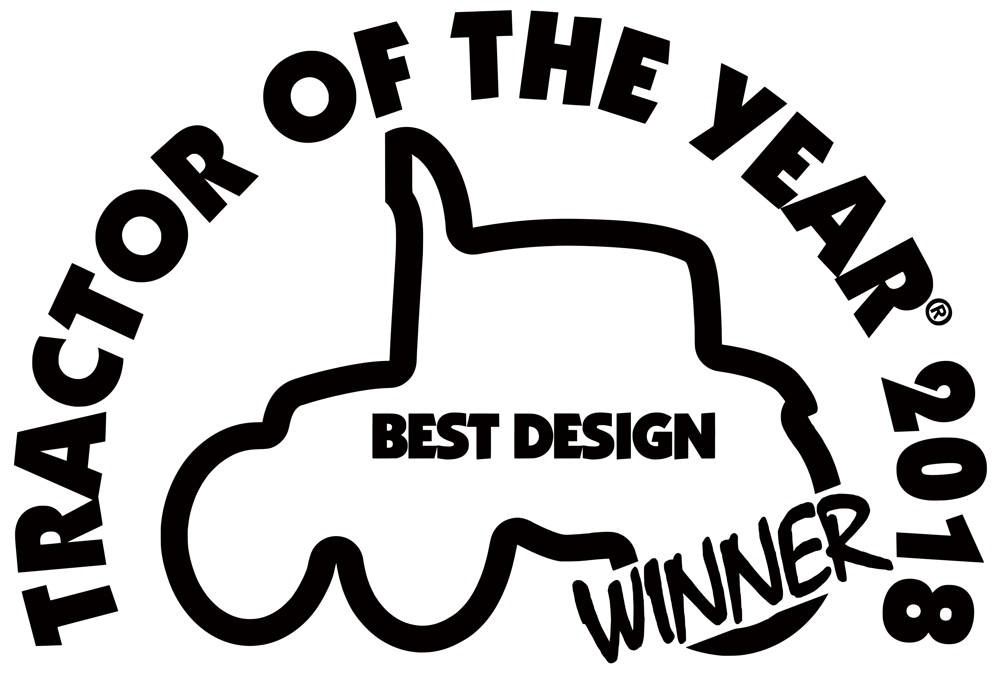 TRACTOR OF THE YEAR® 2018
BEST DESIGN
WINNER